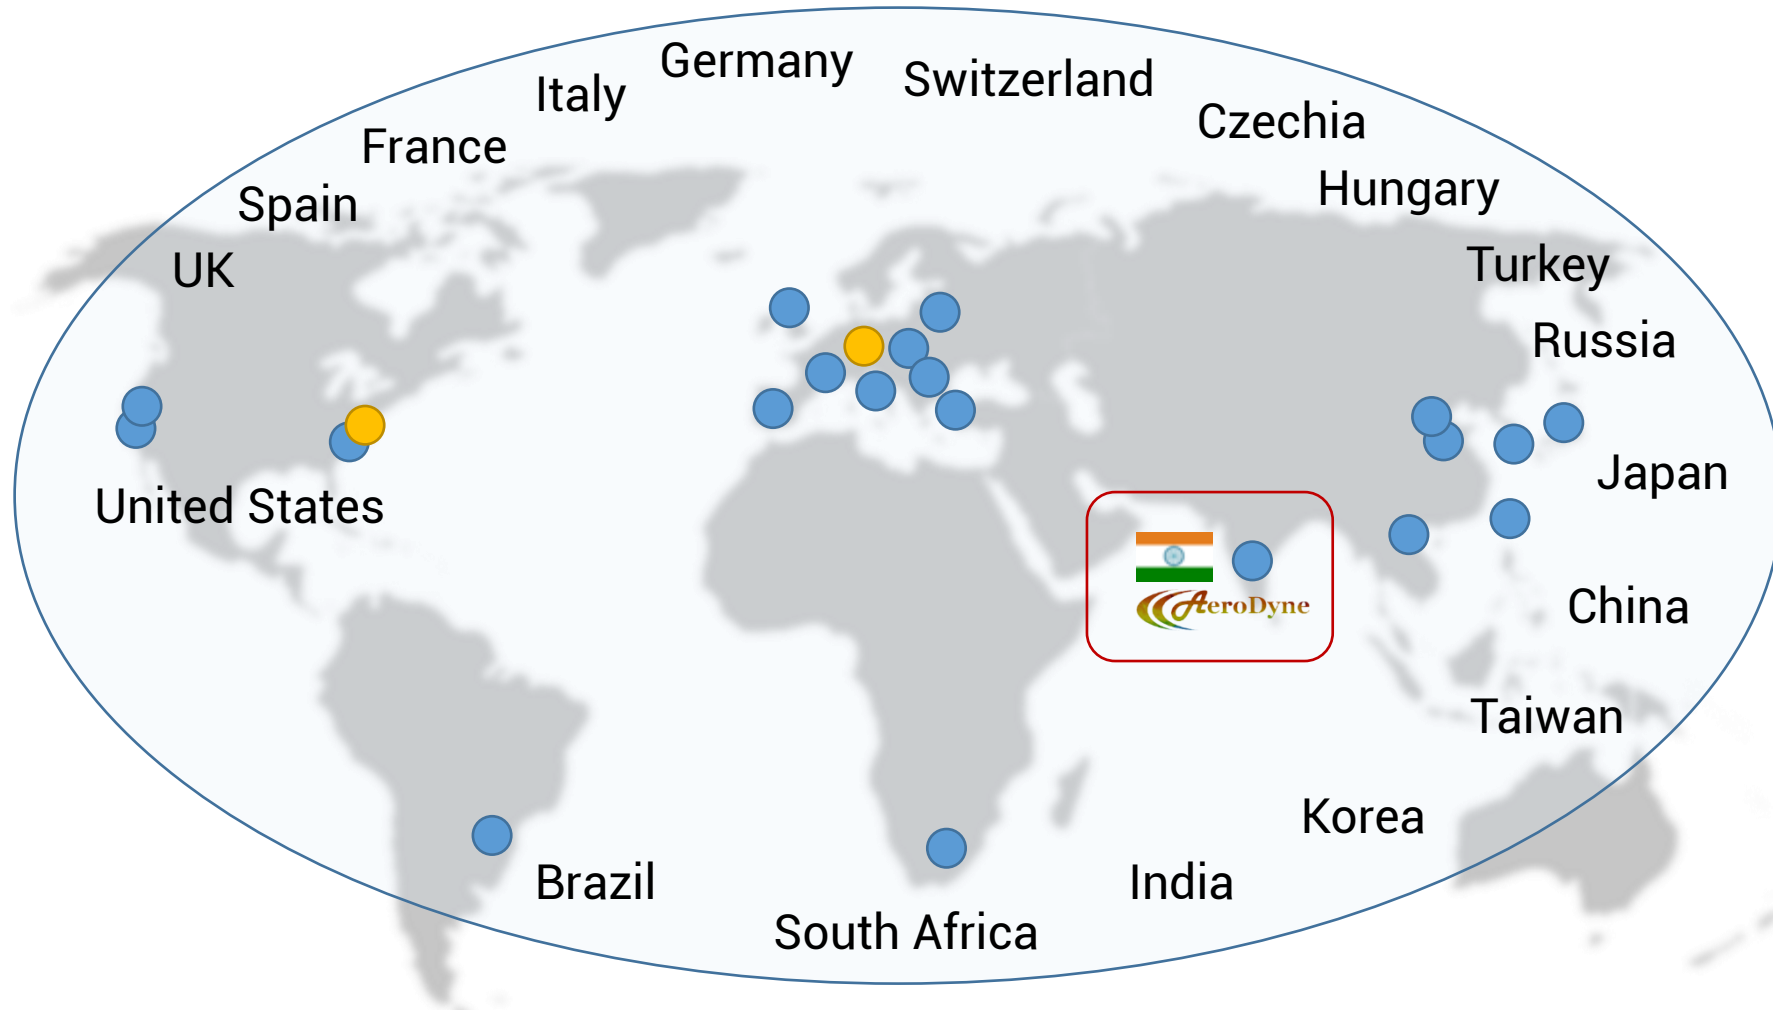 Germany
Switzerland
Italy
Czechia
France
Hungary
Spain
Turkey
UK
Russia
Japan
United States
AeroDyne
China
Taiwan
Korea
Brazil
India
South Africa